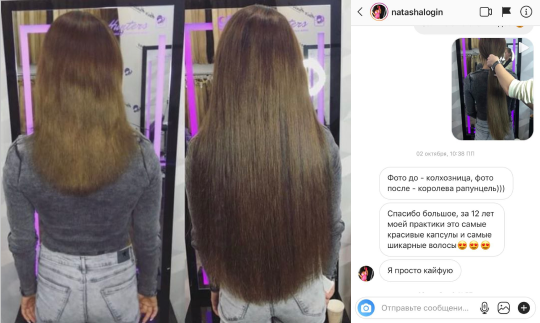 natashalogin
02 октября, 10:38 ПП
Фото до - колхозница, фото
после - королева рапунцель)))
Спасибо большое, за 12 лет
моей практики это самые
красивые капсулы и самые
шикарные волосы😍😍😍
Я просто кайфую
Отправьте сообщени...